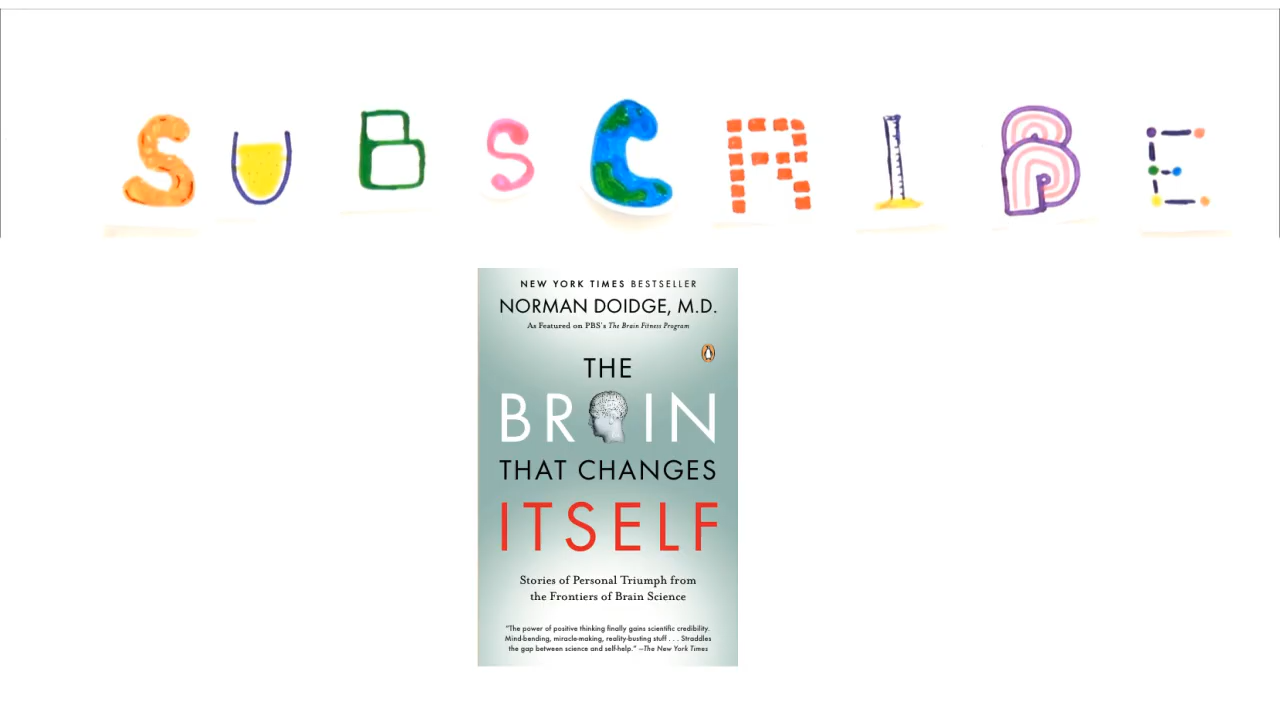 SUBSCRIBE
NEW YORK TIMES BESTSELLER
NORMAN DOIDGE, M.D.
As Featured on PBS's The Brain Fitness Program
THE
BRAIN
THAT CHANGES
ITSELF
Stories of Personal Triumph from
the Frontiers of Brain Science
"The power of positive thinking finally gains scientific credibility.
Mind-bending, miracle-making, reality-busting stuff . . . Straddles
the gap between science and self-help." —The New York Times